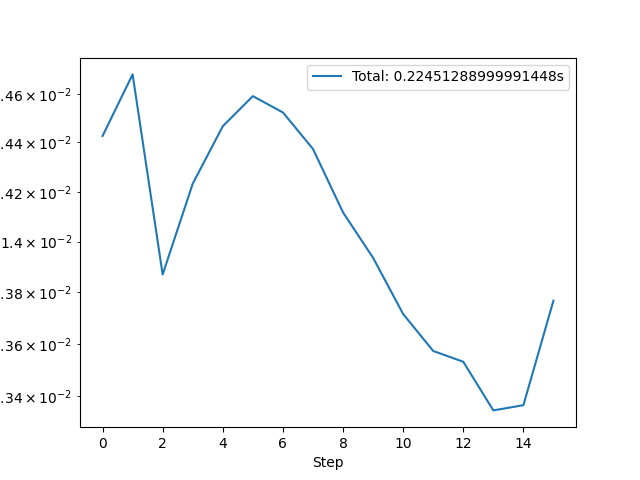 Total: 0.22451288999991448s
.46 × 10⁻²
.44 × 10⁻²
.42 × 10⁻²
1.4 × 10⁻²
.38 × 10⁻²
.36 × 10⁻²
.34 × 10⁻²
0 2 4 6 8 10 12 14
Step